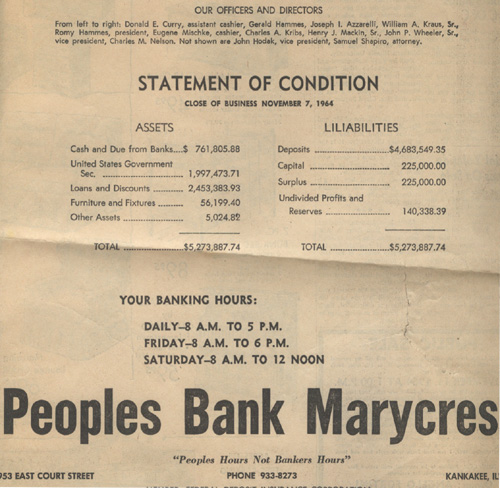 OUR OFFICERS AND DIRECTORS
From left to right: Donald E. Curry, assistant cashier, Gerald Hammes, Joseph I. Azzarelli, William A. Kraus, Sr.,
Romy Hammes, president, Eugene Mischke, cashier, Charles A. Kribs, Henry J. Mackin, Sr., John P. Wheeler, Sr.,
vice president, Charles M. Nelson. Not shown are John Hodak, vice president, Samuel Shapiro, attorney.
STATEMENT OF CONDITION
CLOSE OF BUSINESS NOVEMBER 7, 1964
ASSETS
Cash and Due from Banks....$ 761,805.88
United States Government
Sec. .............................. 1,997,473.71
Loans and Discounts ........... 2,453,383.93
Furniture and Fixtures .......... 56,199.40
Other Assets ....................... 5,024.82
TOTAL ......................$5,273,887.74
LILIABILITIES
Deposits .........................$4,683,549.35
Capital ............................ 225,000.00
Surplus ............................ 225,000.00
Undivided Profits and
Reserves ...................... 140,338.39
TOTAL ......................$5,273,887.74
YOUR BANKING HOURS:
DAILY–8 A.M. TO 5 P.M.
FRIDAY–8 A.M. TO 6 P.M.
SATURDAY–8 A.M. TO 12 NOON
Peoples Bank Marycres
"Peoples Hours Not Bankers Hours"
953 EAST COURT STREET PHONE 933-8273 KANKAKEE, IL
FEDERAL DEPOSIT INSURANCE CORPORATION